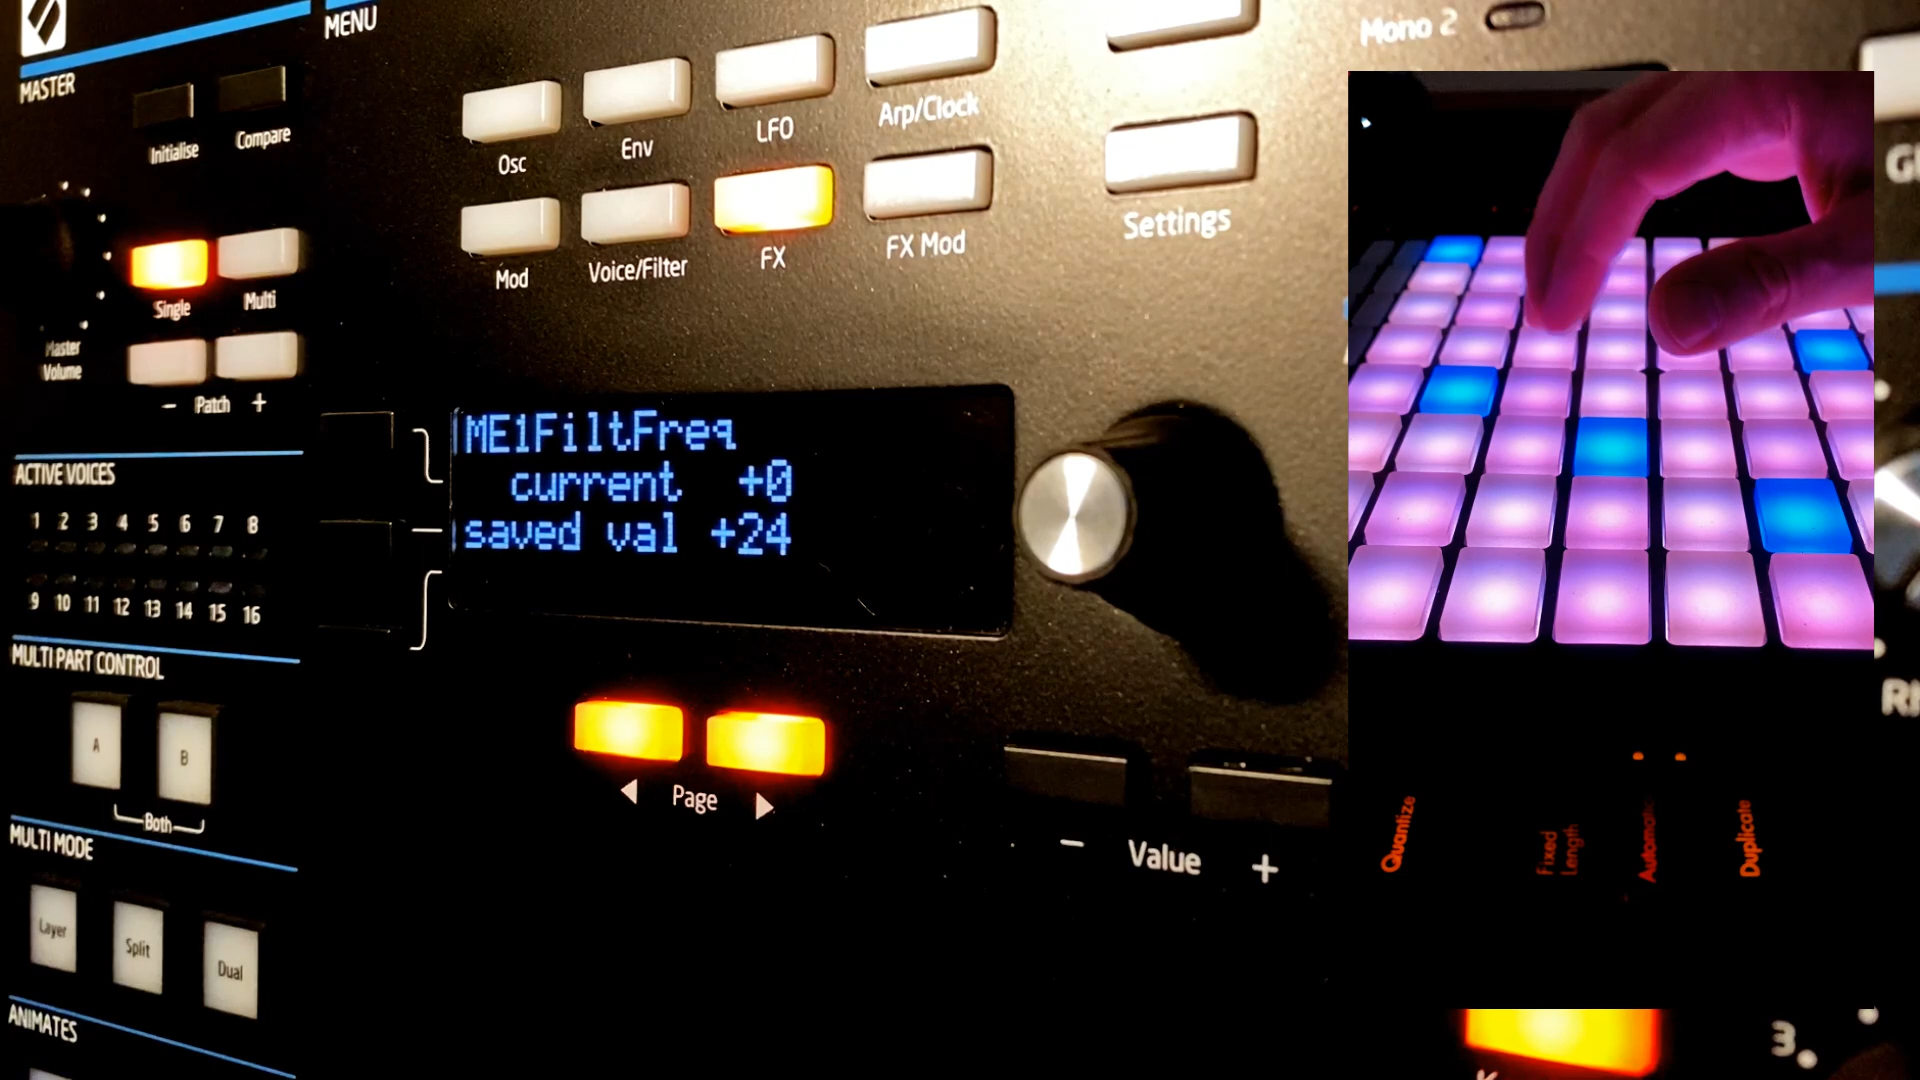 MASTER
MENU
Initialise
Compare
Single
Multi
Master
Volume
− Patch +
Osc
Env
LFO
Arp/Clock
Mod
Voice/Filter
FX
FX Mod
Settings
Mono 2
ME1FiltFreq
current +0
saved val +24
◀ Page ▶
− Value +
ACTIVE VOICES
1 2 3 4 5 6 7 8
9 10 11 12 13 14 15 16
MULTI PART CONTROL
A
B
Both
MULTI MODE
Layer
Split
Dual
ANIMATES
Quantize
Fixed
Length
Automate
Duplicate
3